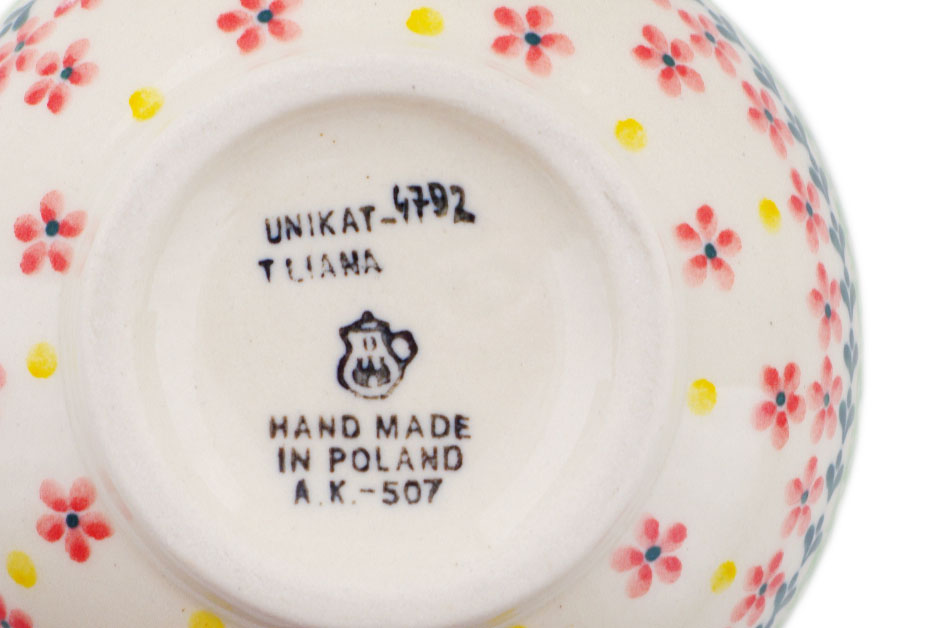 UNIKAT-4792
T LIANA
HAND MADE
IN POLAND
A.K.-507